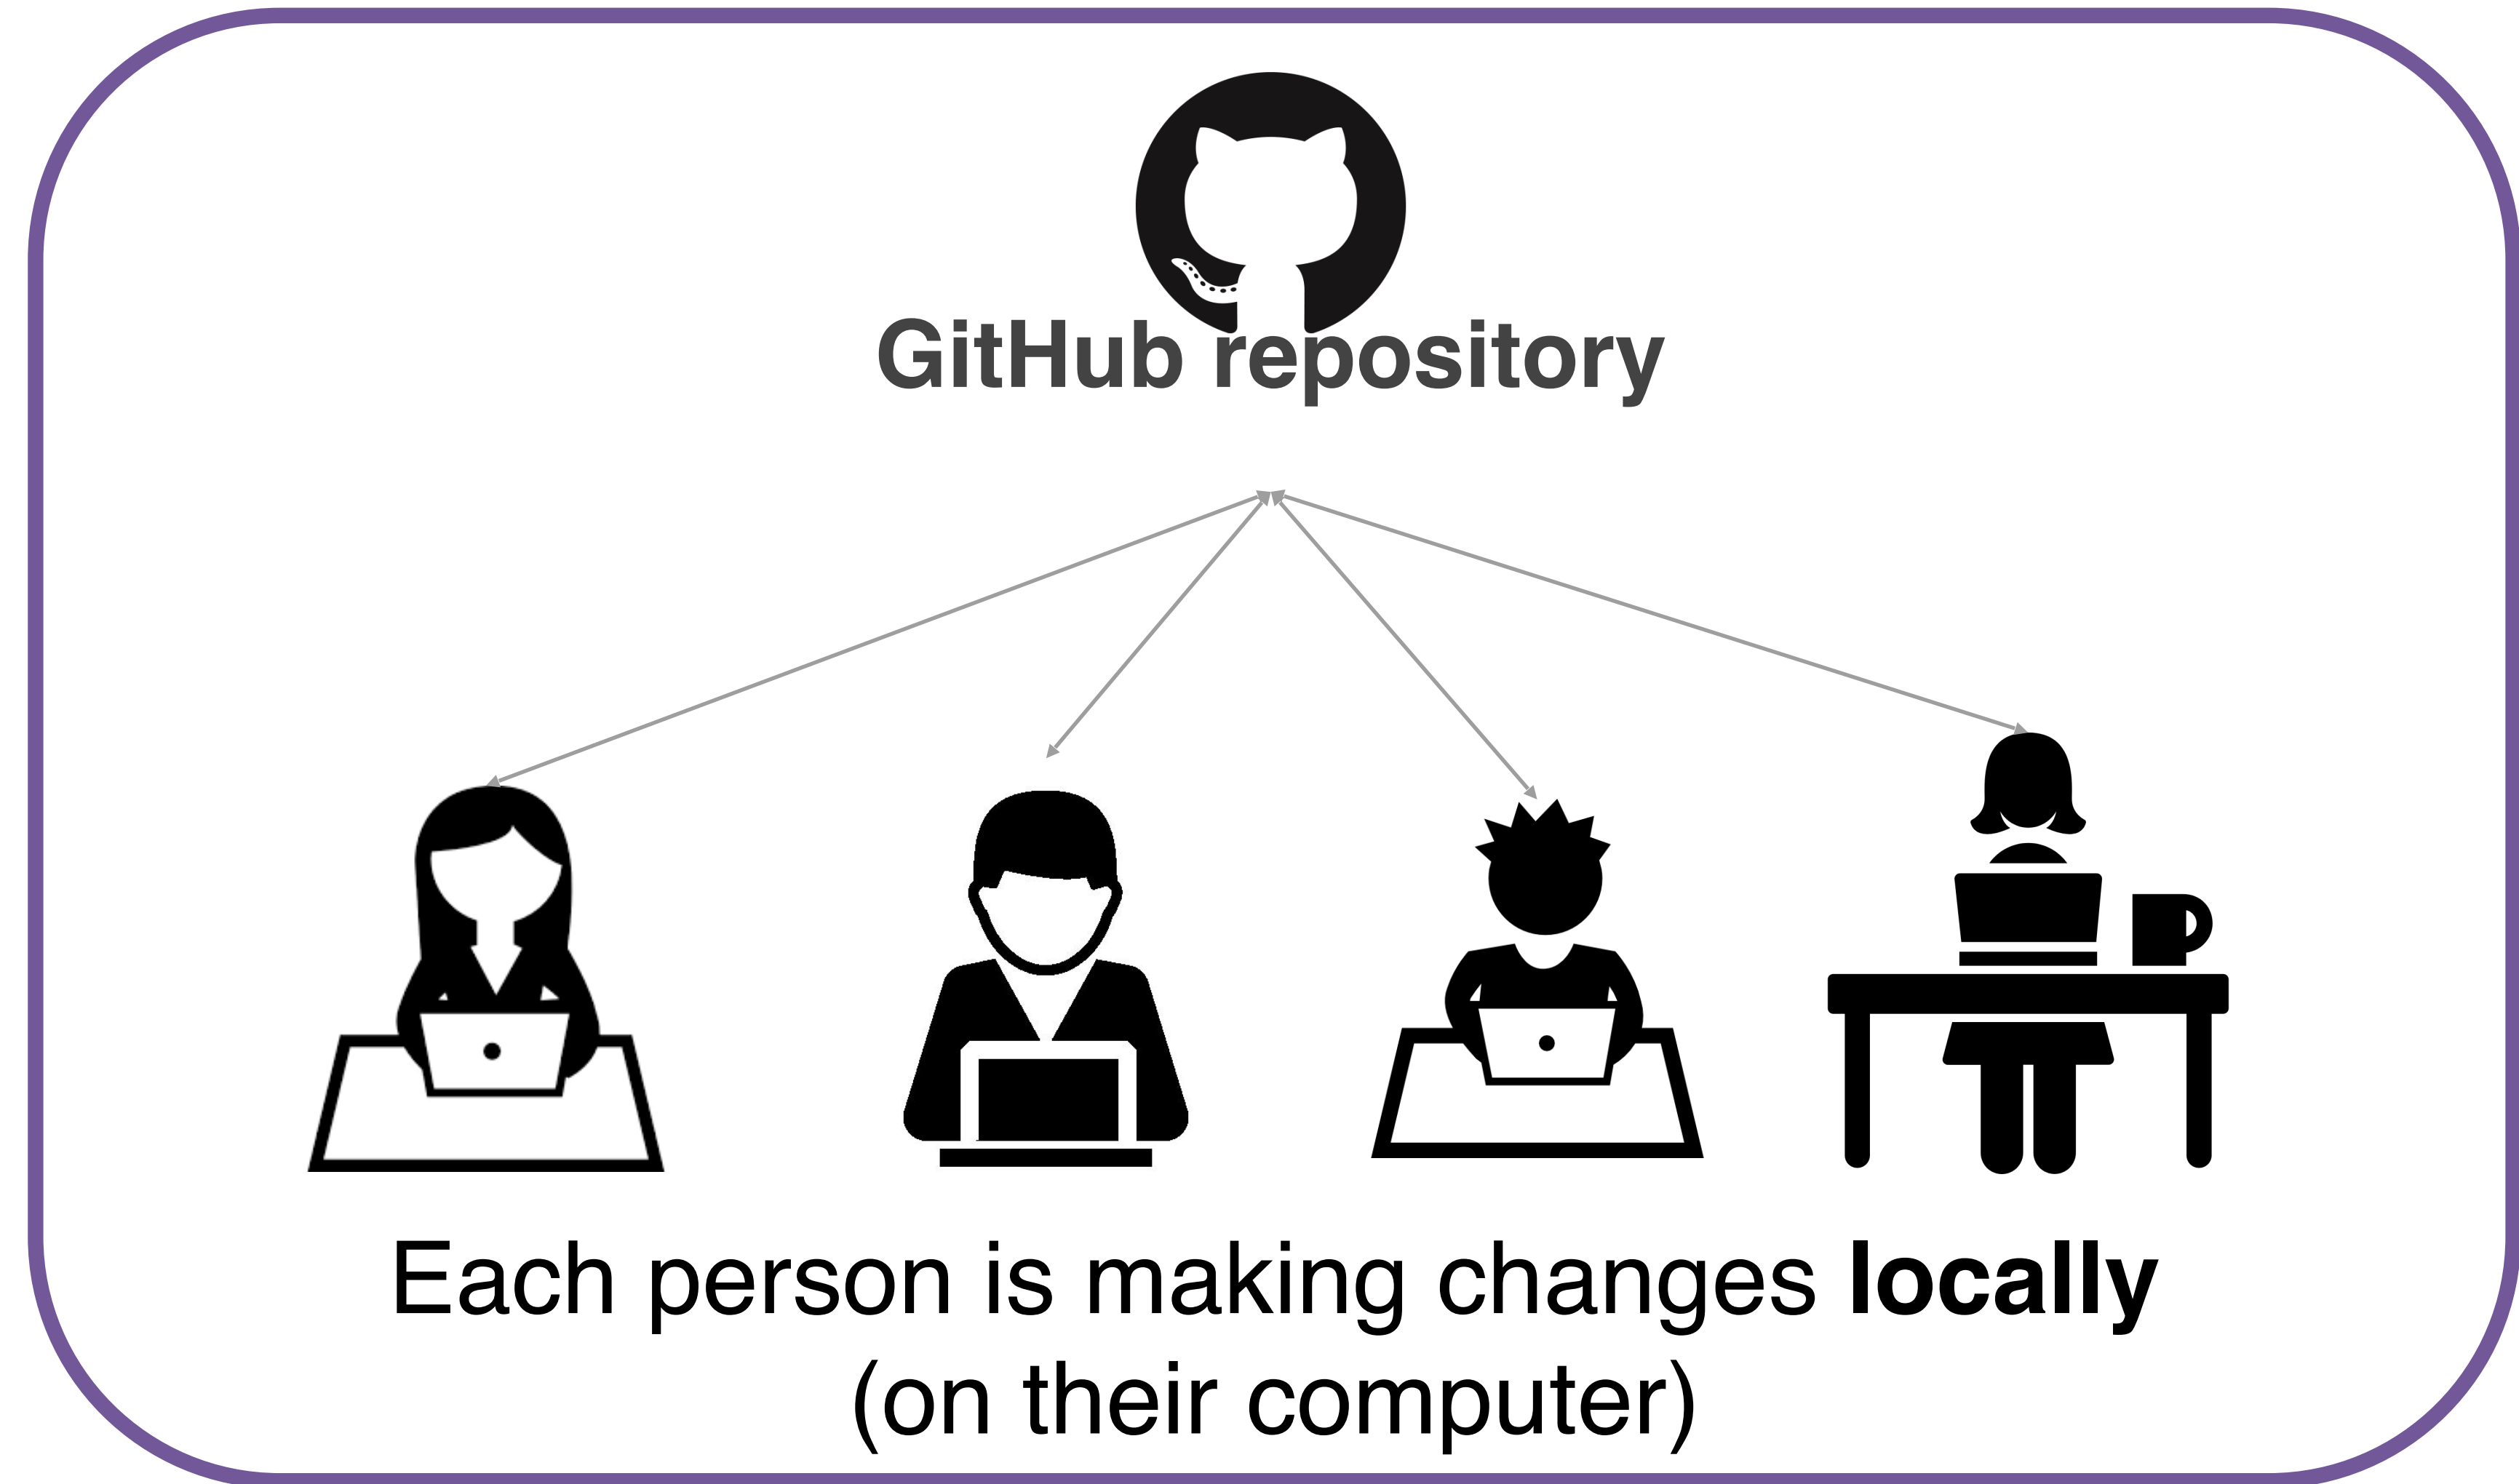 GitHub repository
Each person is making changes locally
(on their computer)